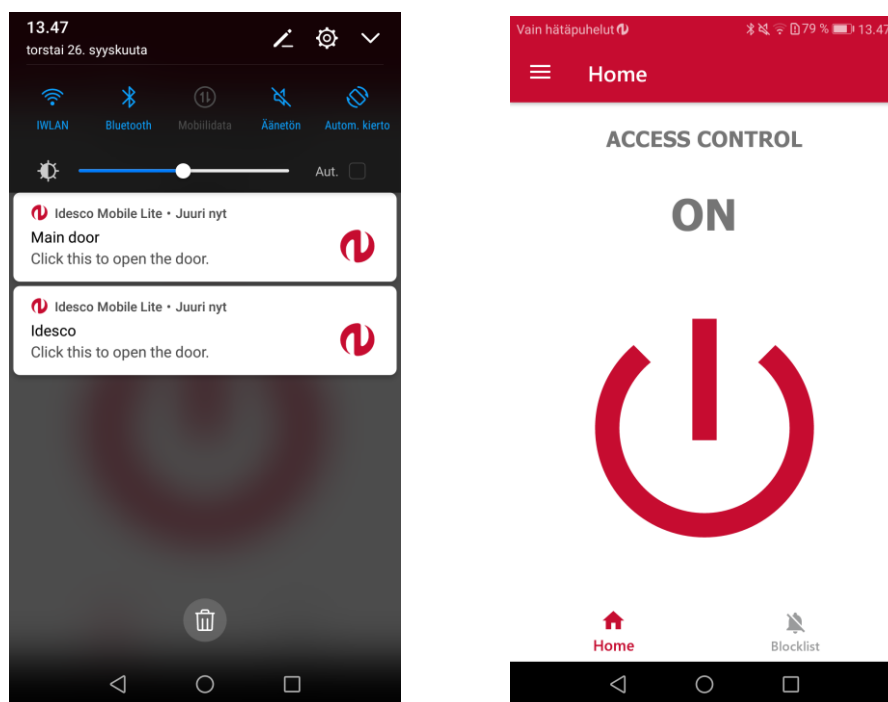 13.47
torstai 26. syyskuuta
IWLAN Bluetooth Mobiilidata Äänetön Autom. kierto
Aut.
Idesco Mobile Lite • Juuri nyt
Main door
Click this to open the door.
Idesco Mobile Lite • Juuri nyt
Idesco
Click this to open the door.
Vain hätäpuhelut 79 % 13.47
Home
ACCESS CONTROL
ON
Home Blocklist